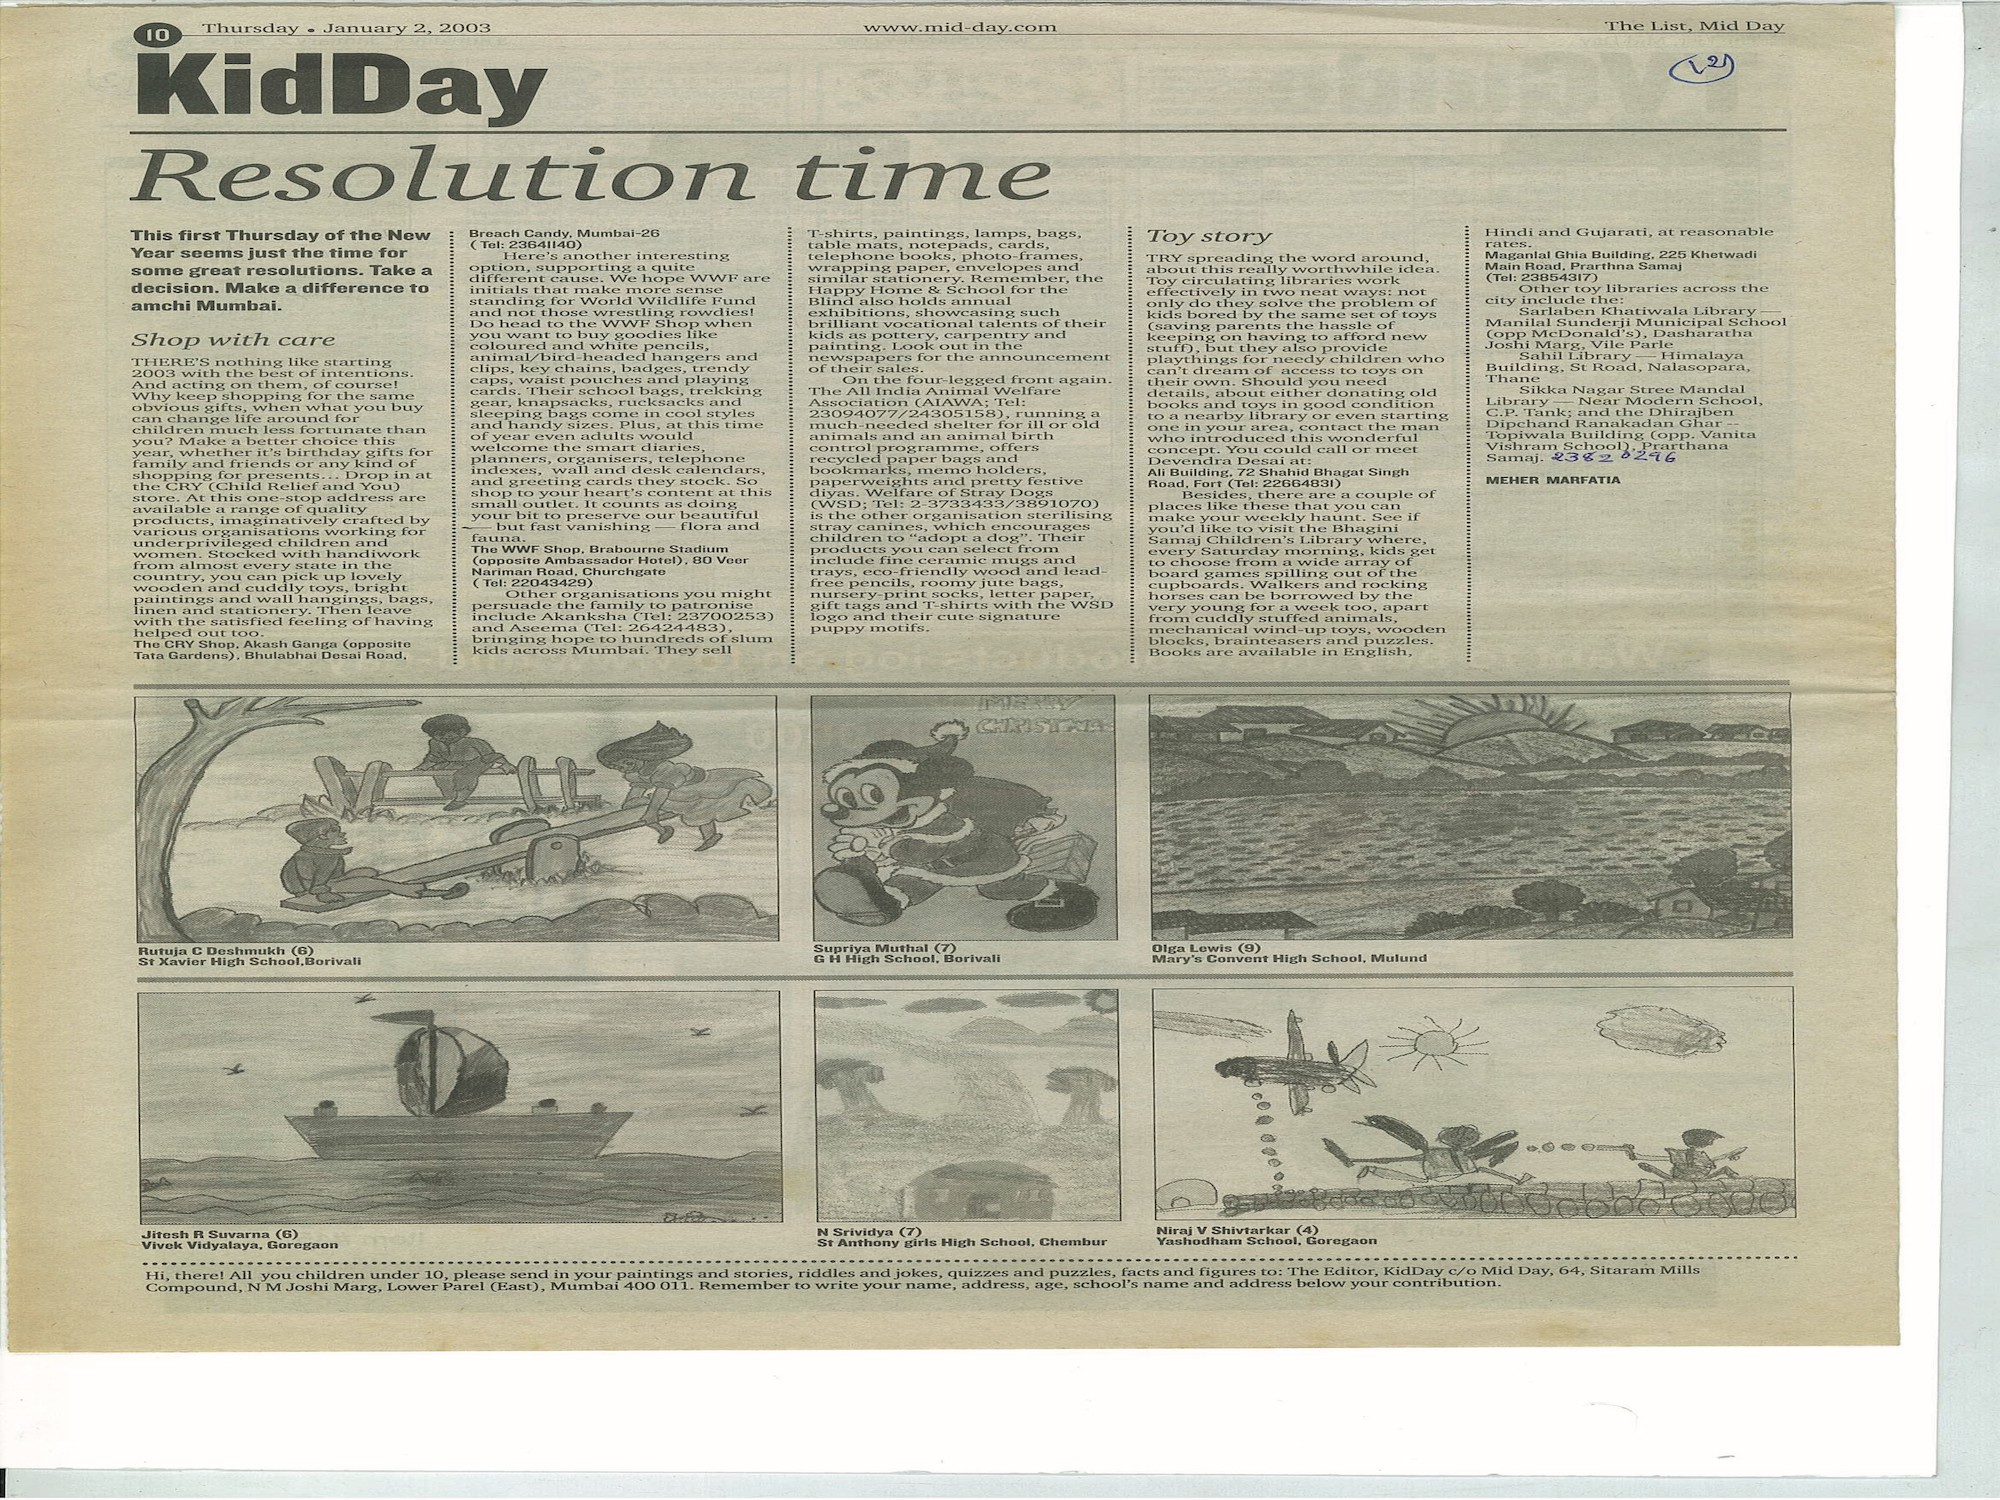 10 Thursday • January 2, 2003
www.mid-day.com
The List, Mid Day
KidDay
Resolution time
This first Thursday of the New
Year seems just the time for
some great resolutions. Take a
decision. Make a difference to
amchi Mumbai.
Shop with care
THERE'S nothing like starting
2003 with the best of intentions.
And acting on them, of course!
Why keep shopping for the same
obvious gifts, when what you buy
can change life around for
children much less fortunate than
you? Make a better choice this
year, whether it's birthday gifts for
family and friends or any kind of
shopping for presents... Drop in at
the CRY (Child Relief and You)
store. At this one-stop address are
available a range of quality
products, imaginatively crafted by
various organisations working for
underprivileged children and
women. Stocked with handiwork
from almost every state in the
country, you can pick up lovely
wooden and cuddly toys, bright
paintings and wall hangings, bags,
linen and stationery. Then leave
with the satisfied feeling of having
helped out too.
The CRY Shop, Akash Ganga (opposite
Tata Gardens), Bhulabhai Desai Road,
Breach Candy, Mumbai-26
( Tel: 23641140)
Here's another interesting
option, supporting a quite
different cause. We hope WWF are
initials that make more sense
standing for World Wildlife Fund
and not those wrestling rowdies!
Do head to the WWF Shop when
you want to buy goodies like
coloured and white pencils,
animal/bird-headed hangers and
clips, key chains, badges, trendy
caps, waist pouches and playing
cards. Their school bags, trekking
gear, knapsacks, rucksacks and
sleeping bags come in cool styles
and handy sizes. Plus, at this time
of year even adults would
welcome the smart diaries,
planners, organisers, telephone
indexes, wall and desk calendars,
and greeting cards they stock. So
shop to your heart's content at this
small outlet. It counts as doing
your bit to preserve our beautiful
— but fast vanishing — flora and
fauna.
The WWF Shop, Brabourne Stadium
(opposite Ambassador Hotel), 80 Veer
Nariman Road, Churchgate
( Tel: 22043429)
Other organisations you might
persuade the family to patronise
include Akanksha (Tel: 23700253)
and Aseema (Tel: 26424483),
bringing hope to hundreds of slum
kids across Mumbai. They sell
T-shirts, paintings, lamps, bags,
table mats, notepads, cards,
telephone books, photo-frames,
wrapping paper, envelopes and
similar stationery. Remember, the
Happy Home & School for the
Blind also holds annual
exhibitions, showcasing such
brilliant vocational talents of their
kids as pottery, carpentry and
painting. Look out in the
newspapers for the announcement
of their sales.
On the four-legged front again.
The All India Animal Welfare
Association (AIAWA; Tel:
23094077/24305158), running a
much-needed shelter for ill or old
animals and an animal birth
control programme, offers
recycled paper bags and
bookmarks, memo holders,
paperweights and pretty festive
diyas. Welfare of Stray Dogs
(WSD; Tel: 2-3733433/3891070)
is the other organisation sterilising
stray canines, which encourages
children to “adopt a dog”. Their
products you can select from
include fine ceramic mugs and
trays, eco-friendly wood and lead-
free pencils, roomy jute bags,
nursery-print socks, letter paper,
gift tags and T-shirts with the WSD
logo and their cute signature
puppy motifs.
Toy story
TRY spreading the word around,
about this really worthwhile idea.
Toy circulating libraries work
effectively in two neat ways: not
only do they solve the problem of
kids bored by the same set of toys
(saving parents the hassle of
keeping on having to afford new
stuff), but they also provide
playthings for needy children who
can't dream of access to toys on
their own. Should you need
details, about either donating old
books and toys in good condition
to a nearby library or even starting
one in your area, contact the man
who introduced this wonderful
concept. You could call or meet
Devendra Desai at:
Ali Building, 72 Shahid Bhagat Singh
Road, Fort (Tel: 22664831)
Besides, there are a couple of
places like these that you can
make your weekly haunt. See if
you'd like to visit the Bhagini
Samaj Children's Library where,
every Saturday morning, kids get
to choose from a wide array of
board games spilling out of the
cupboards. Walkers and rocking
horses can be borrowed by the
very young for a week too, apart
from cuddly stuffed animals,
mechanical wind-up toys, wooden
blocks, brainteasers and puzzles.
Books are available in English,
Hindi and Gujarati, at reasonable
rates.
Maganlal Ghia Building, 225 Khetwadi
Main Road, Prarthna Samaj
(Tel: 23854317)
Other toy libraries across the
city include the:
Sarlaben Khatiwala Library —
Manilal Sunderji Municipal School
(opp McDonald's), Dasharatha
Joshi Marg, Vile Parle
Sahil Library — Himalaya
Building, St Road, Nalasopara,
Thane
Sikka Nagar Stree Mandal
Library — Near Modern School,
C.P. Tank; and the Dhirajben
Dipchand Ranakadan Ghar --
Topiwala Building (opp. Vanita
Vishram School), Prarthana
Samaj. 2382 0296
MEHER MARFATIA
MERRY
CHRISTMAS
Rutuja C Deshmukh (6)
St Xavier High School,Borivali
Supriya Muthal (7)
G H High School, Borivali
Olga Lewis (9)
Mary's Convent High School, Mulund
Jitesh R Suvarna (6)
Vivek Vidyalaya, Goregaon
N Srividya (7)
St Anthony girls High School, Chembur
Niraj V Shivtarkar (4)
Yashodham School, Goregaon
Hi, there! All you children under 10, please send in your paintings and stories, riddles and jokes, quizzes and puzzles, facts and figures to: The Editor, KidDay c/o Mid Day, 64, Sitaram Mills
Compound, N M Joshi Marg, Lower Parel (East), Mumbai 400 011. Remember to write your name, address, age, school's name and address below your contribution.